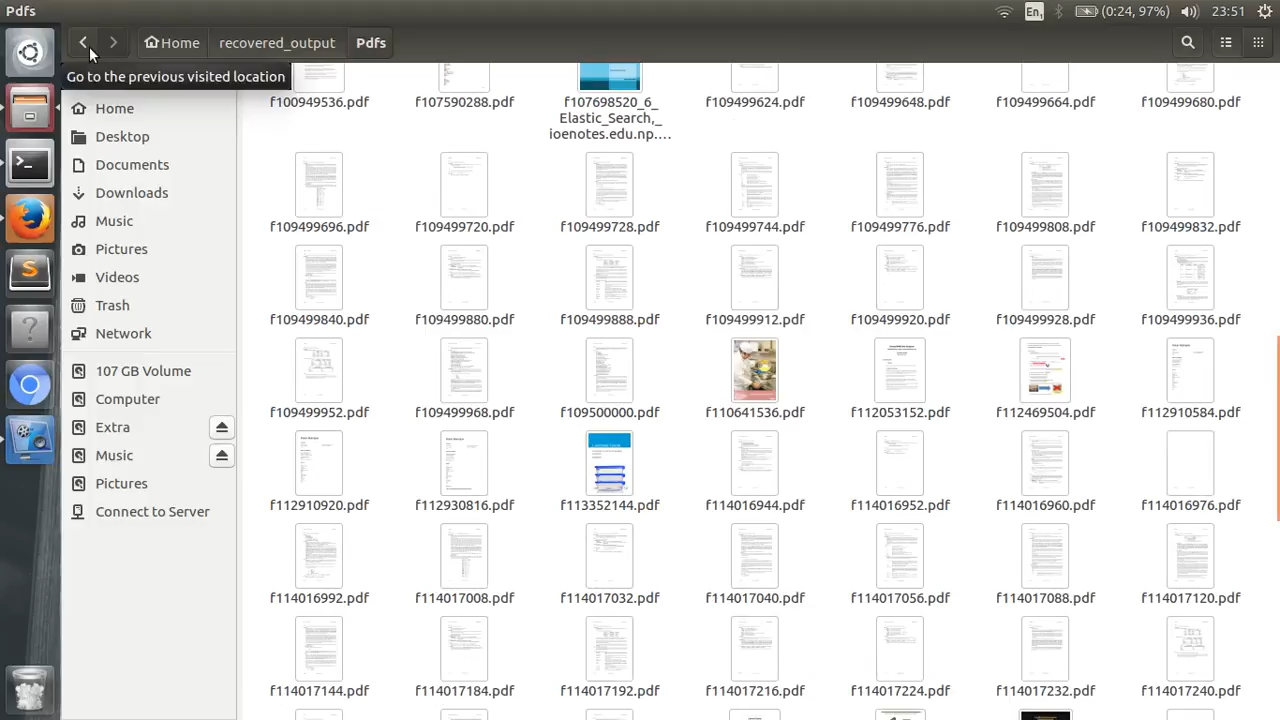 Pdfs
En1
(0:24, 97%)
23:51
Home
recovered_output
Pdfs
Go to the previous visited location
Home
Desktop
Documents
Downloads
Music
Pictures
Videos
Trash
Network
107 GB Volume
Computer
Extra
Music
Pictures
Connect to Server
f100949536.pdf
f107590288.pdf
f107698520_6_
Elastic_Search,_
ioenotes.edu.np.…
f109499624.pdf
f109499648.pdf
f109499664.pdf
f109499680.pdf
f109499696.pdf
f109499720.pdf
f109499728.pdf
f109499744.pdf
f109499776.pdf
f109499808.pdf
f109499832.pdf
f109499840.pdf
f109499880.pdf
f109499888.pdf
f109499912.pdf
f109499920.pdf
f109499928.pdf
f109499936.pdf
f109499952.pdf
f109499968.pdf
f109500000.pdf
f110641536.pdf
f112053152.pdf
f112469504.pdf
f112910584.pdf
f112910920.pdf
f112930816.pdf
f113352144.pdf
f114016944.pdf
f114016952.pdf
f114016960.pdf
f114016976.pdf
f114016992.pdf
f114017008.pdf
f114017032.pdf
f114017040.pdf
f114017056.pdf
f114017088.pdf
f114017120.pdf
f114017144.pdf
f114017184.pdf
f114017192.pdf
f114017216.pdf
f114017224.pdf
f114017232.pdf
f114017240.pdf